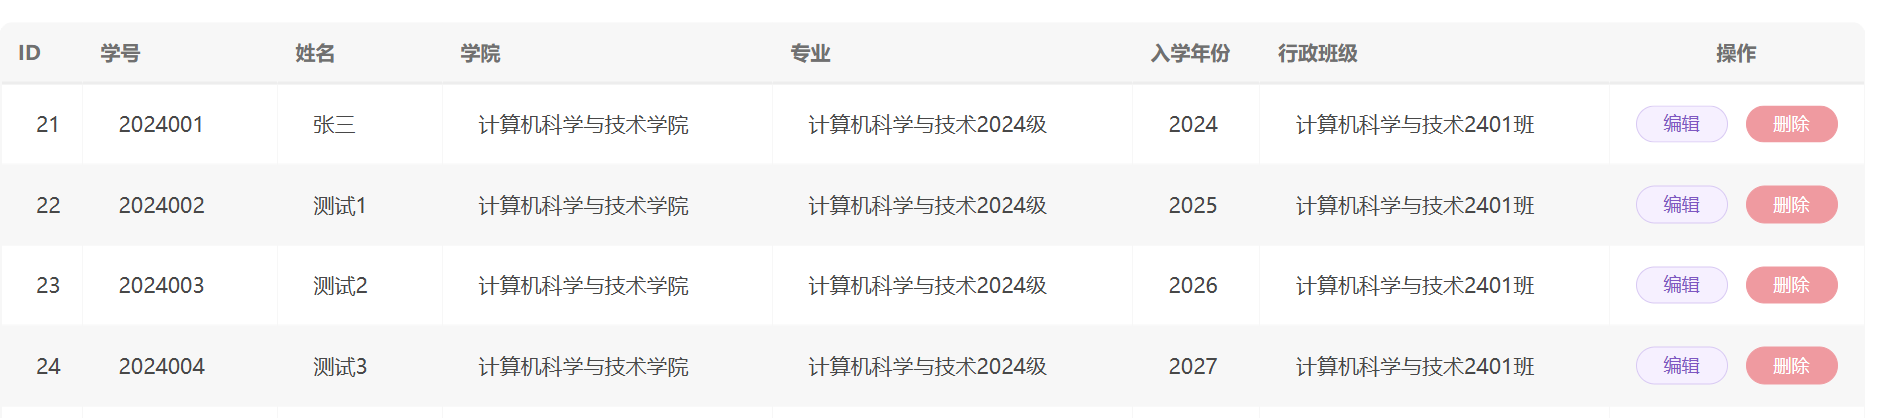 ID 学号 姓名 学院 专业 入学年份 行政班级 操作
21 2024001 张三 计算机科学与技术学院 计算机科学与技术2024级 2024 计算机科学与技术2401班 编辑 删除
22 2024002 测试1 计算机科学与技术学院 计算机科学与技术2024级 2025 计算机科学与技术2401班 编辑 删除
23 2024003 测试2 计算机科学与技术学院 计算机科学与技术2024级 2026 计算机科学与技术2401班 编辑 删除
24 2024004 测试3 计算机科学与技术学院 计算机科学与技术2024级 2027 计算机科学与技术2401班 编辑 删除